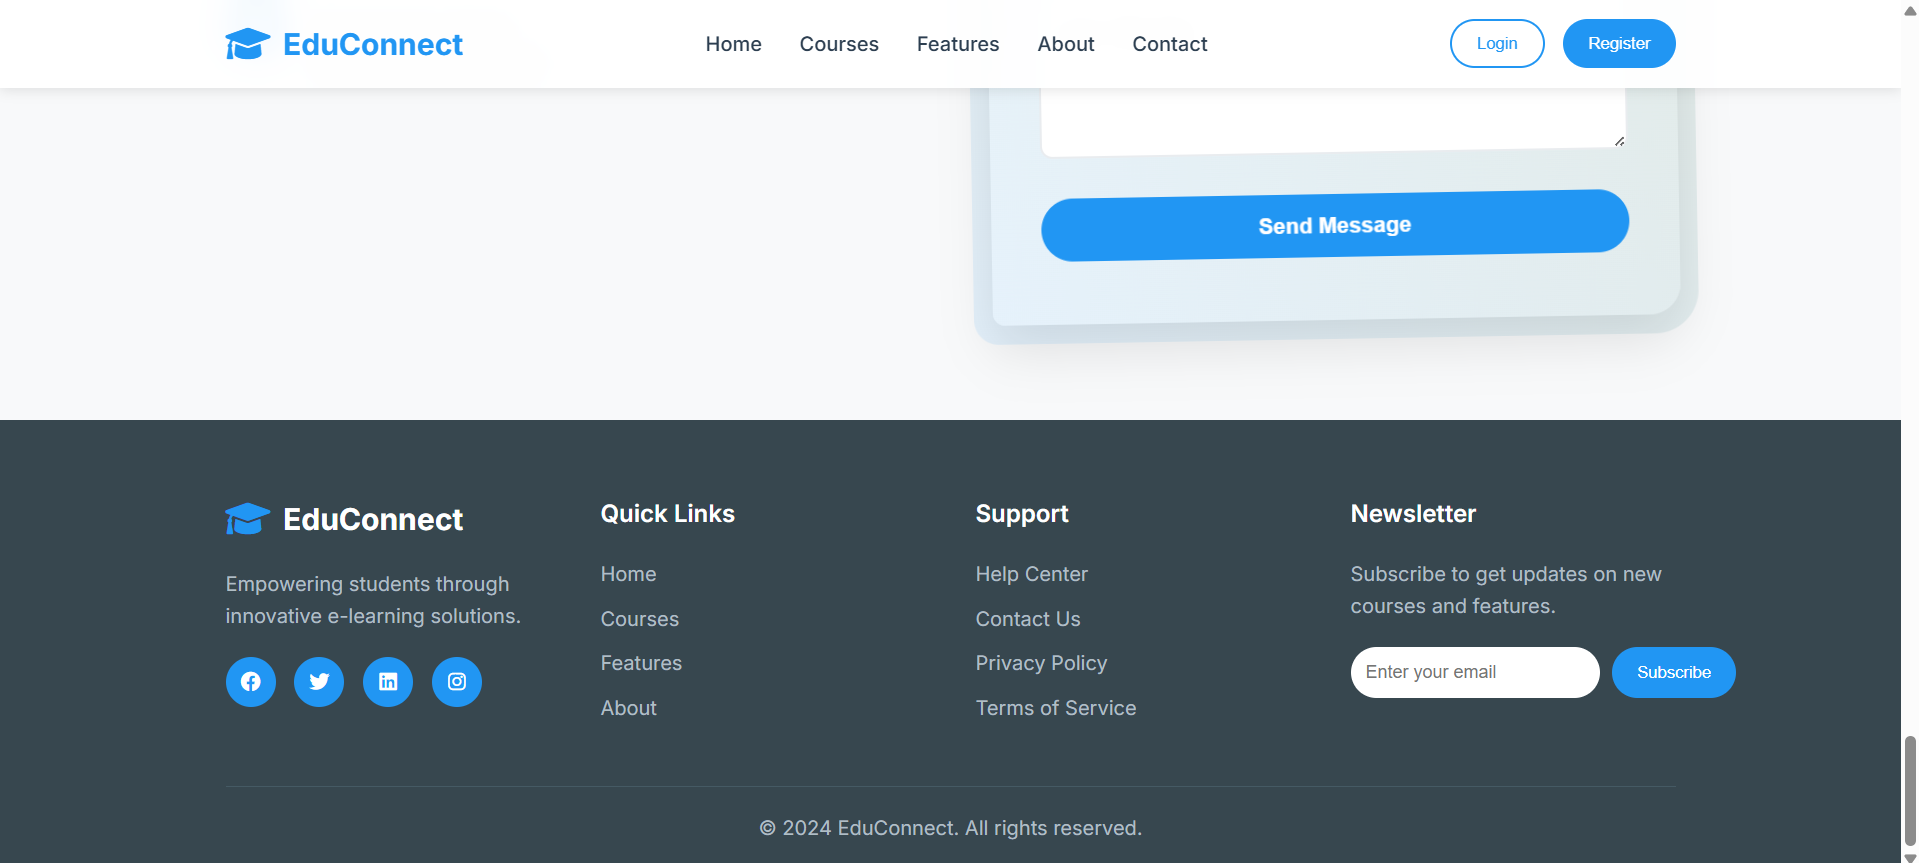 EduConnect
Home
Courses
Features
About
Contact
Login
Register
Send Message
EduConnect
Empowering students through
innovative e-learning solutions.
Quick Links
Home
Courses
Features
About
Support
Help Center
Contact Us
Privacy Policy
Terms of Service
Newsletter
Subscribe to get updates on new
courses and features.
Enter your email
Subscribe
© 2024 EduConnect. All rights reserved.